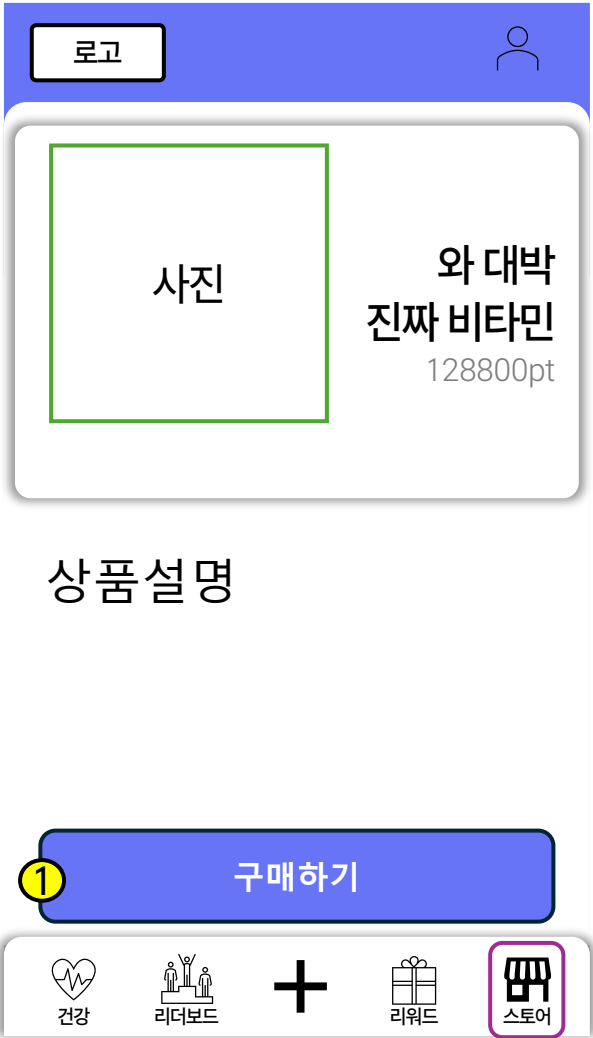 로고
사진
와 대박
진짜 비타민
128800pt
상품설명
1
구매하기
건강
리더보드
리워드
스토어